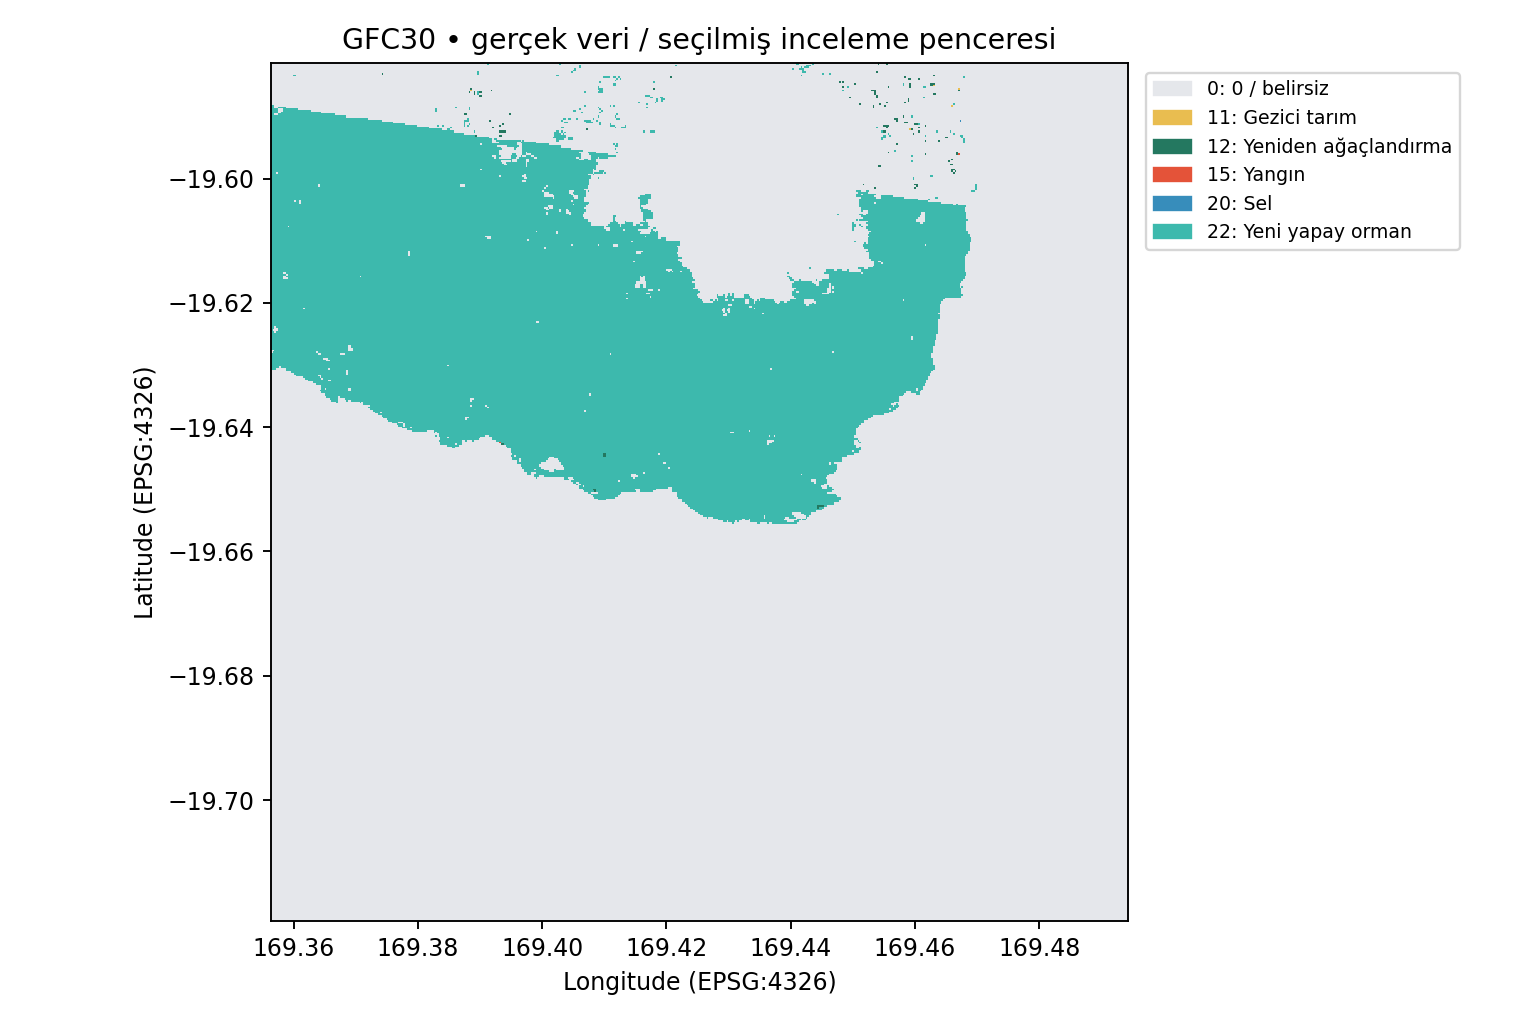 GFC30 • gerçek veri / seçilmiş inceleme penceresi
0: 0 / belirsiz
11: Gezici tarım
12: Yeniden ağaçlandırma
15: Yangın
20: Sel
22: Yeni yapay orman
Latitude (EPSG:4326)
−19.60
−19.62
−19.64
−19.66
−19.68
−19.70
169.36 169.38 169.40 169.42 169.44 169.46 169.48
Longitude (EPSG:4326)